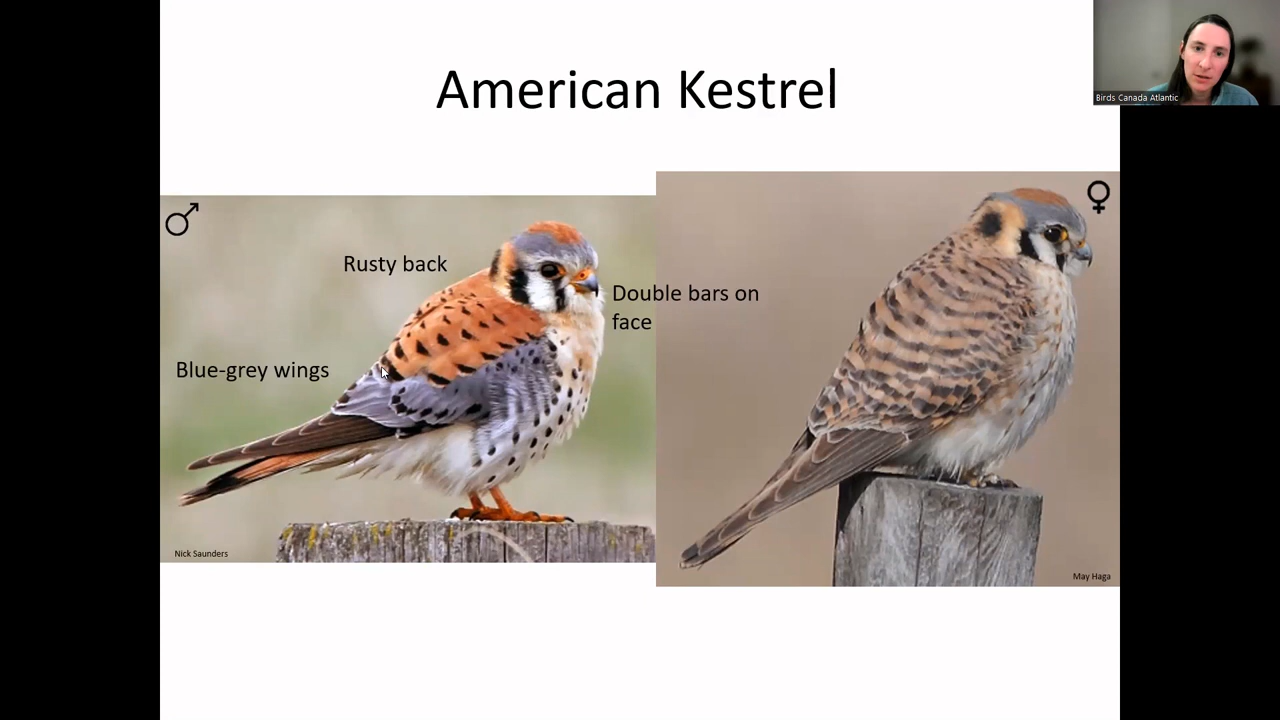 American Kestrel
Birds Canada Atlantic
♂
♀
Rusty back
Double bars on
face
Blue-grey wings
Nick Saunders
May Haga